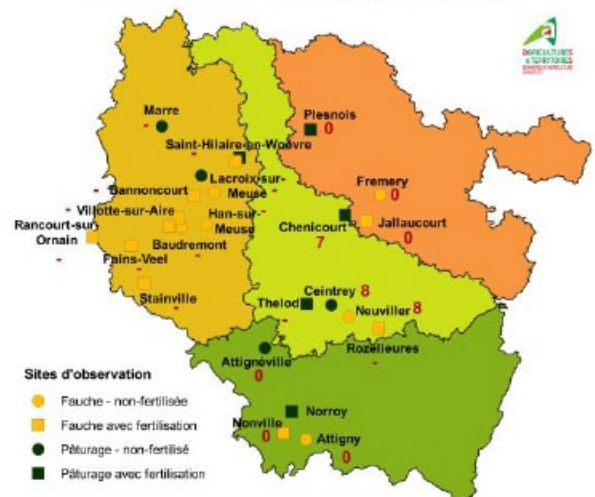 AGRICULTURES
& TERRITOIRES
Marre
-
Plesnois
0
Saint-Hilaire-en-Woëvre
-
Lacroix-sur-
Meuse
-
Bannoncourt
-
Fremery
0
Villotte-sur-Aire
-
Han-sur-
Meuse
-
Rancourt-sur-
Ornain
-
Baudremont
-
Chenicourt
7
Jallaucourt
0
Fains-Veel
-
Stainville
-
Ceintrey 8
Thelod
-
Neuviller 8
Rozelieures
-
Attigneville
0
Sites d'observation
Fauche - non-fertilisée
Fauche avec fertilisation
Pâturage - non-fertilisé
Pâturage avec fertilisation
Norroy
Nonville
0
Attigny
0